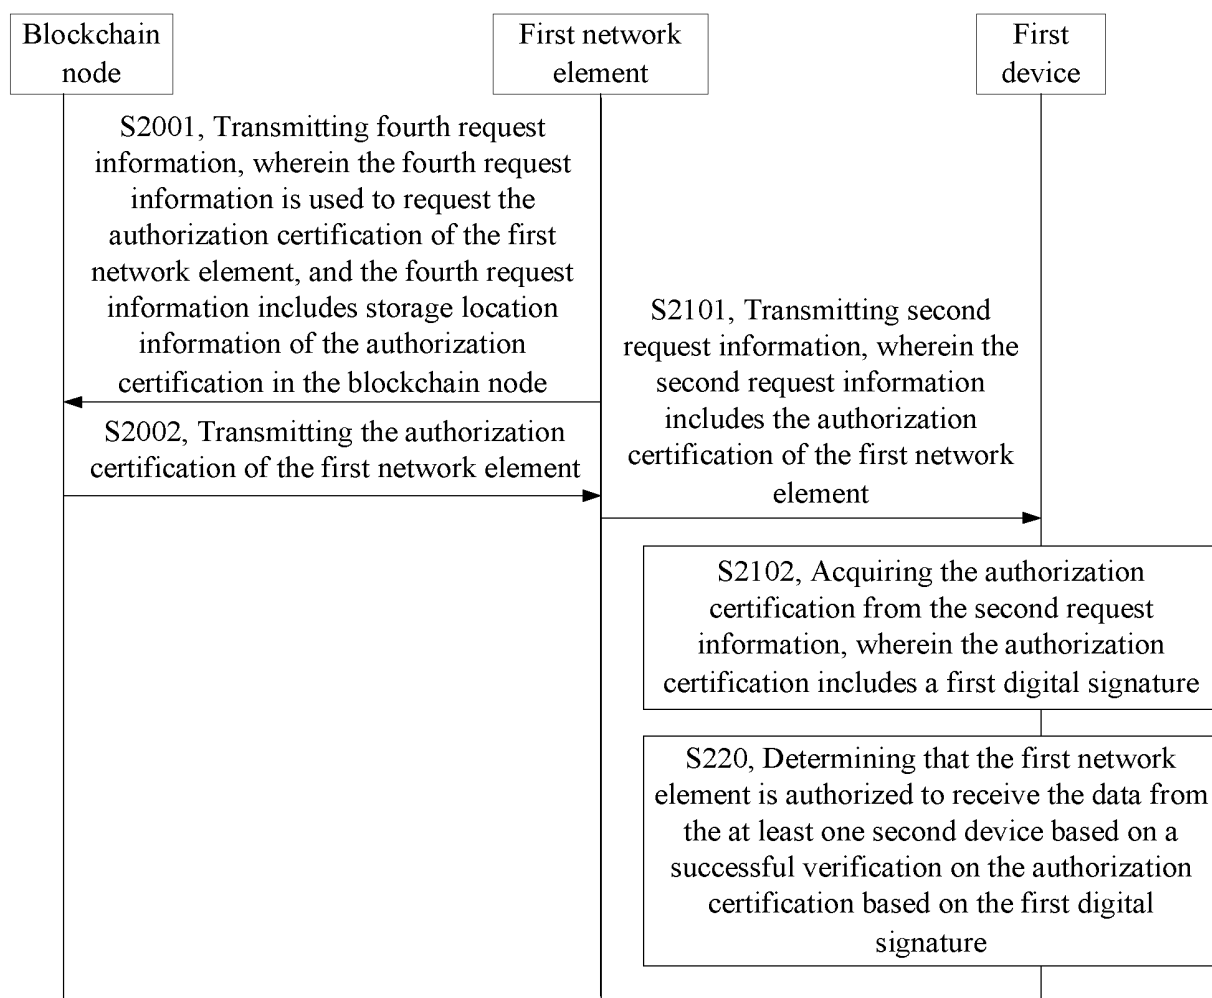 Blockchain
node
First network
element
First
device
S2001, Transmitting fourth request
information, wherein the fourth request
information is used to request the
authorization certification of the first
network element, and the fourth request
information includes storage location
information of the authorization
certification in the blockchain node
S2002, Transmitting the authorization
certification of the first network element
S2101, Transmitting second
request information, wherein the
second request information
includes the authorization
certification of the first network
element
S2102, Acquiring the authorization
certification from the second request
information, wherein the authorization
certification includes a first digital signature
S220, Determining that the first network
element is authorized to receive the data from
the at least one second device based on a
successful verification on the authorization
certification based on the first digital
signature